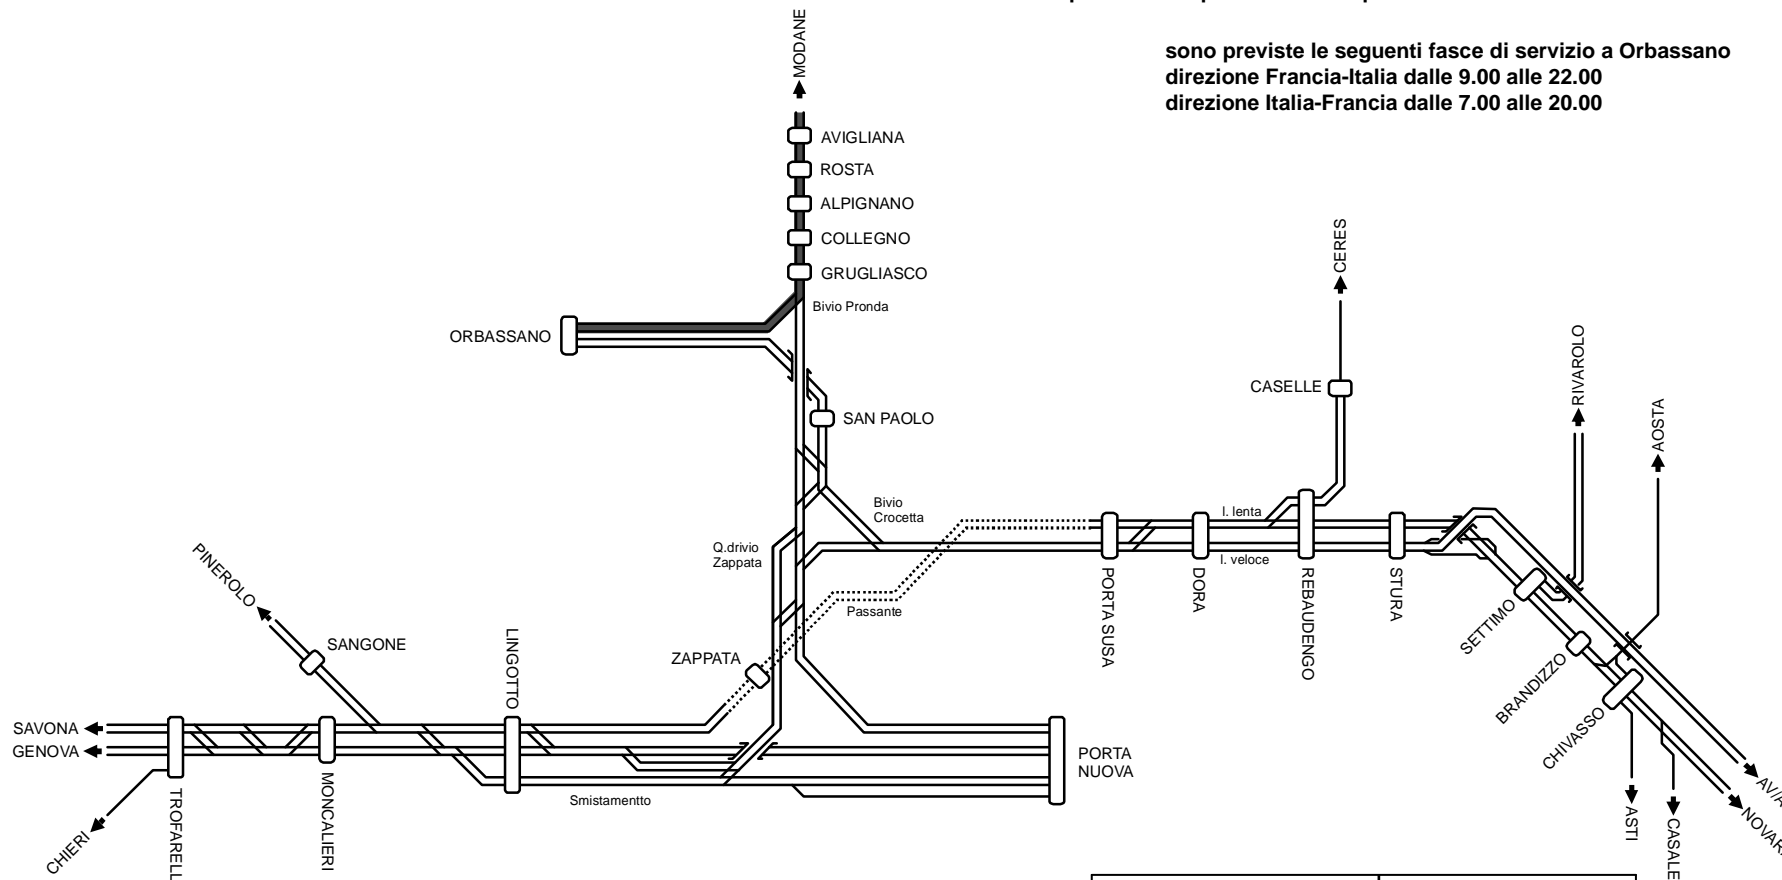 sono previste le seguenti fasce di servizio a Orbassano
direzione Francia-Italia dalle 9.00 alle 22.00
direzione Italia-Francia dalle 7.00 alle 20.00
MODANE
AVIGLIANA
ROSTA
ALPIGNANO
COLLEGNO
GRUGLIASCO
Bivio Pronda
ORBASSANO
SAN PAOLO
CERES
CASELLE
RIVAROLO
AOSTA
Bivio
Crocetta
l. lenta
l. veloce
Q.drivio
Zappata
Passante
PORTA SUSA
DORA
REBAUDENGO
STURA
SETTIMO
BRANDIZZO
CHIVASSO
PINEROLO
SANGONE
LINGOTTO
ZAPPATA
SAVONA
GENOVA
PORTA
NUOVA
Smistamentto
CHIERI
TROFARELL
MONCALIERI
ASTI
CASALE
NOVAR
AV/A